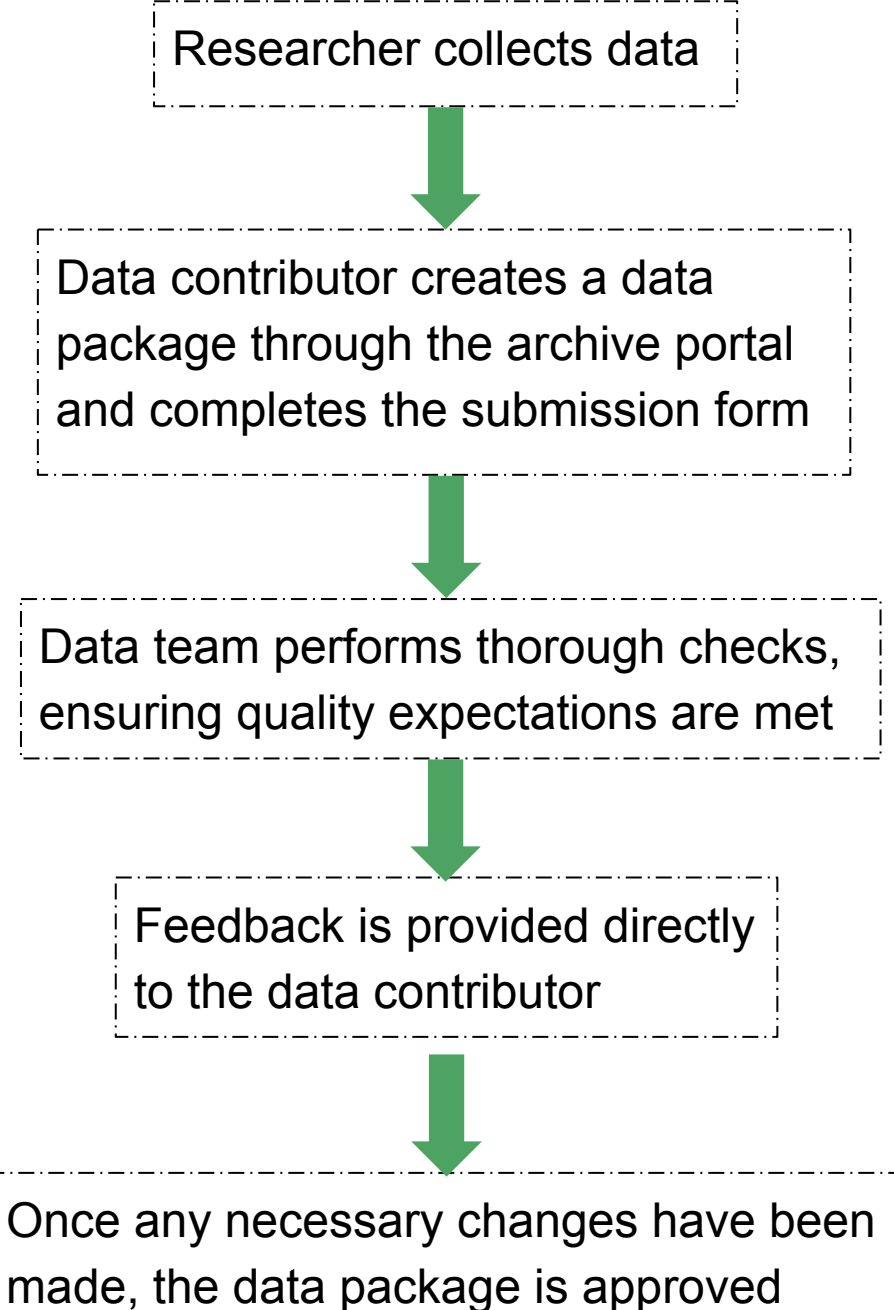 Researcher collects data
Data contributor creates a data
package through the archive portal
and completes the submission form
Data team performs thorough checks,
ensuring quality expectations are met
Feedback is provided directly
to the data contributor
Once any necessary changes have been
made, the data package is approved